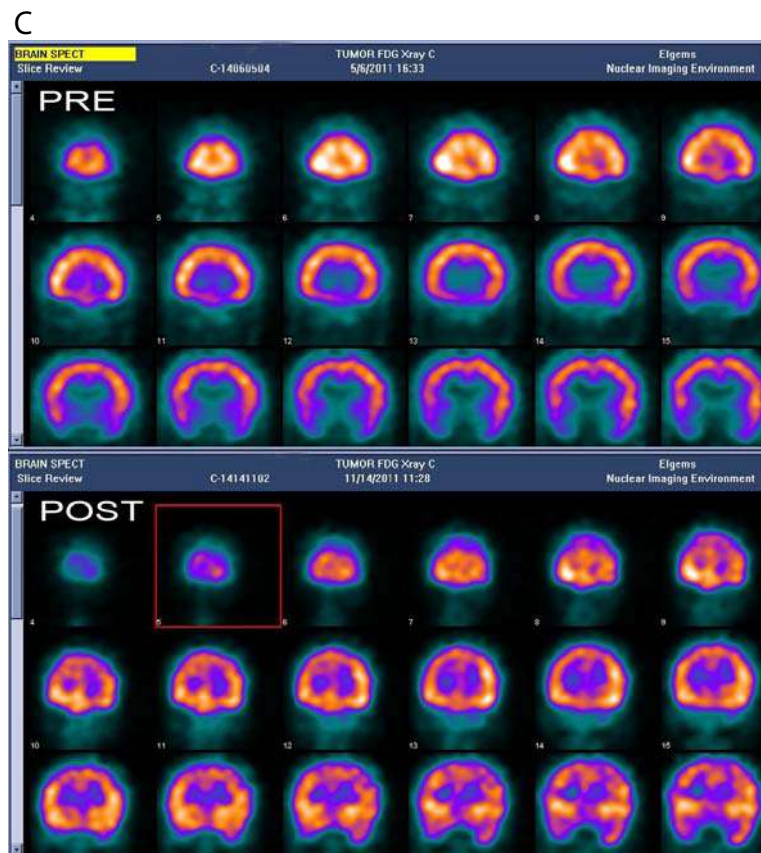 C
BRAIN SPECT TUMOR FDG Xray C Elgems
Slice Review C-14060504 5/6/2011 16:33 Nuclear Imaging Environment
PRE
4 5 6 7 8 9
10 11 12 13 14 15
BRAIN SPECT TUMOR FDG Xray C Elgems
Slice Review C-14141102 11/14/2011 11:28 Nuclear Imaging Environment
POST
4 5 6 7 8 9
10 11 12 13 14 15